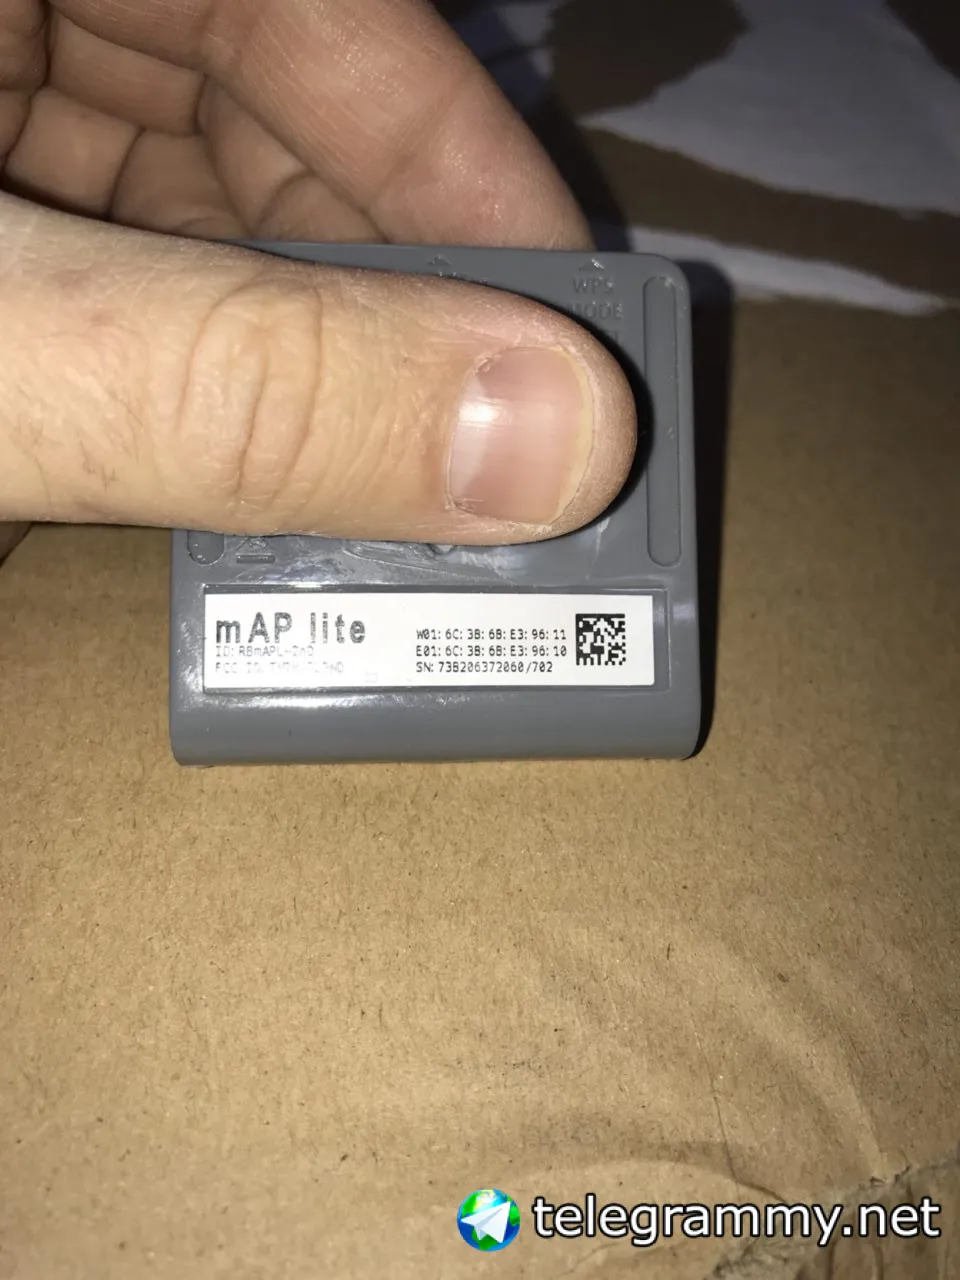 WPS
MODE
mAP lite
ID: RBmAPL-2nD
W01: 6C: 3B: 6B: E3: 96: 11
E01: 6C: 3B: 6B: E3: 96: 10
SN: 73B206372060/702
telegrammy.net